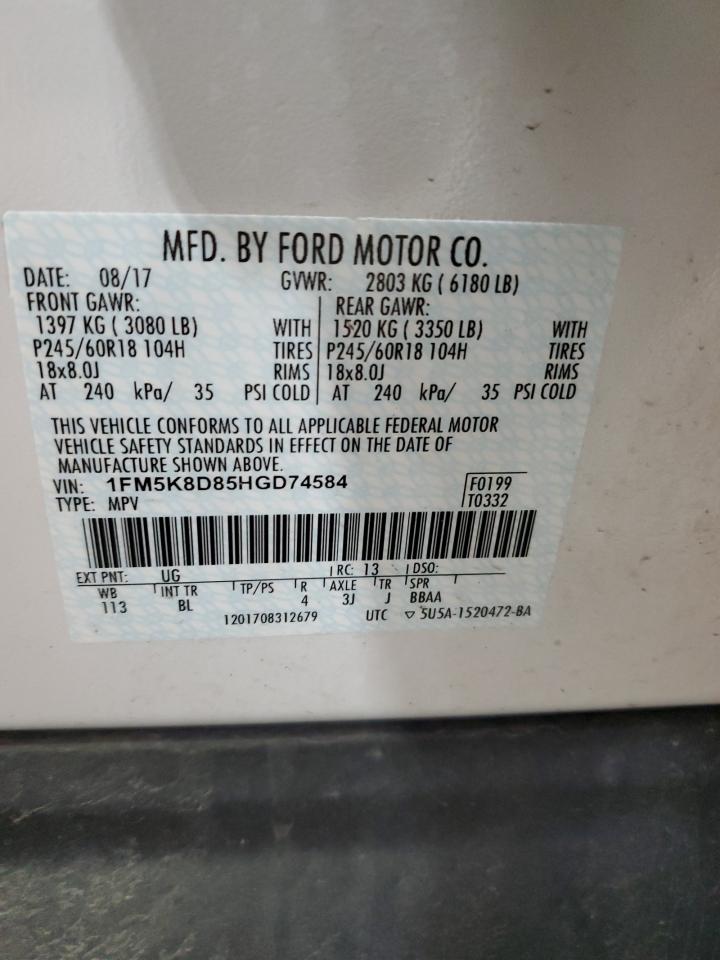 MFD. BY FORD MOTOR CO.
DATE: 08/17 GVWR: 2803 KG ( 6180 LB)
FRONT GAWR: REAR GAWR:
1397 KG ( 3080 LB) WITH 1520 KG ( 3350 LB) WITH
P245/60R18 104H TIRES P245/60R18 104H TIRES
18x8.0J RIMS 18x8.0J RIMS
AT 240 kPa/ 35 PSI COLD AT 240 kPa/ 35 PSI COLD
THIS VEHICLE CONFORMS TO ALL APPLICABLE FEDERAL MOTOR
VEHICLE SAFETY STANDARDS IN EFFECT ON THE DATE OF
MANUFACTURE SHOWN ABOVE.
VIN: 1FM5K8D85HGD74584 F0199
TYPE: MPV T0332
EXT PNT: UG RC: 13 DSO:
WB INT TR TP/PS R AXLE TR SPR
113 BL 4 3J J BBAA
1201708312679 UTC ▽ 5U5A-1520472-BA